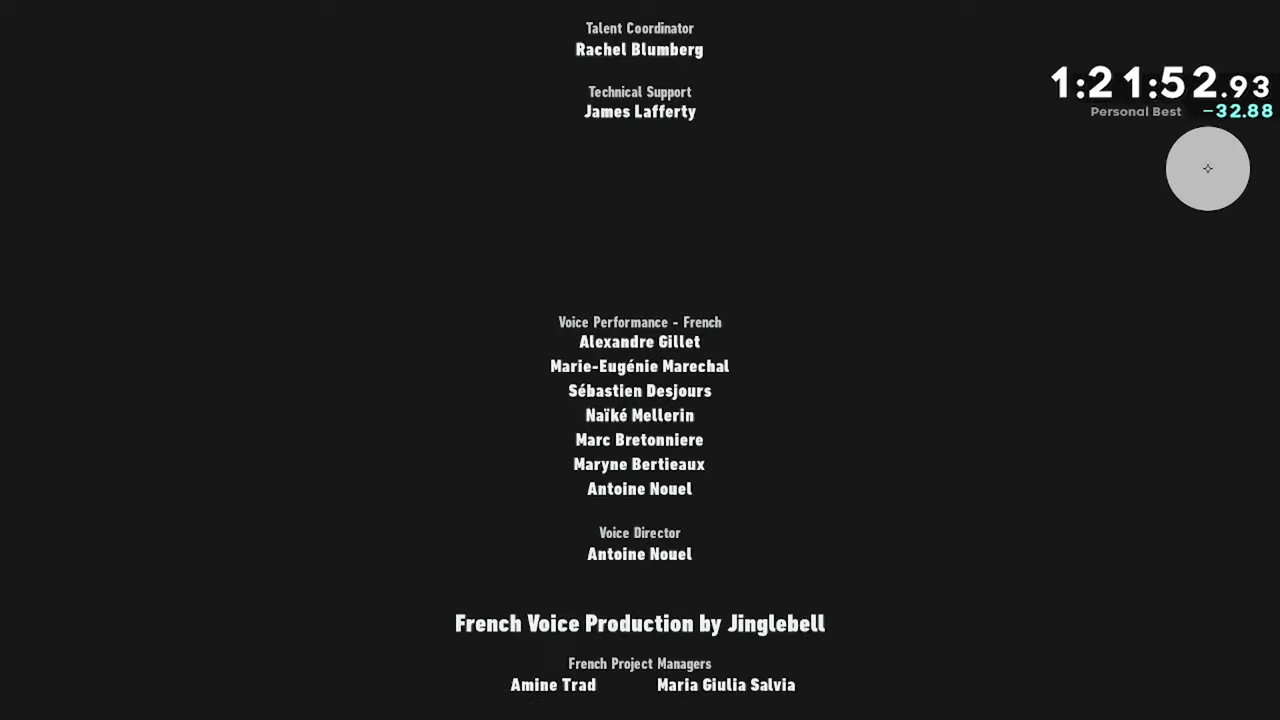 Talent Coordinator
Rachel Blumberg
Technical Support
James Lafferty
1:21:52.93
Personal Best -32.88
Voice Performance - French
Alexandre Gillet
Marie-Eugénie Marechal
Sébastien Desjours
Naïké Mellerin
Marc Bretonniere
Maryne Bertieaux
Antoine Nouel
Voice Director
Antoine Nouel
French Voice Production by Jinglebell
French Project Managers
Amine Trad Maria Giulia Salvia